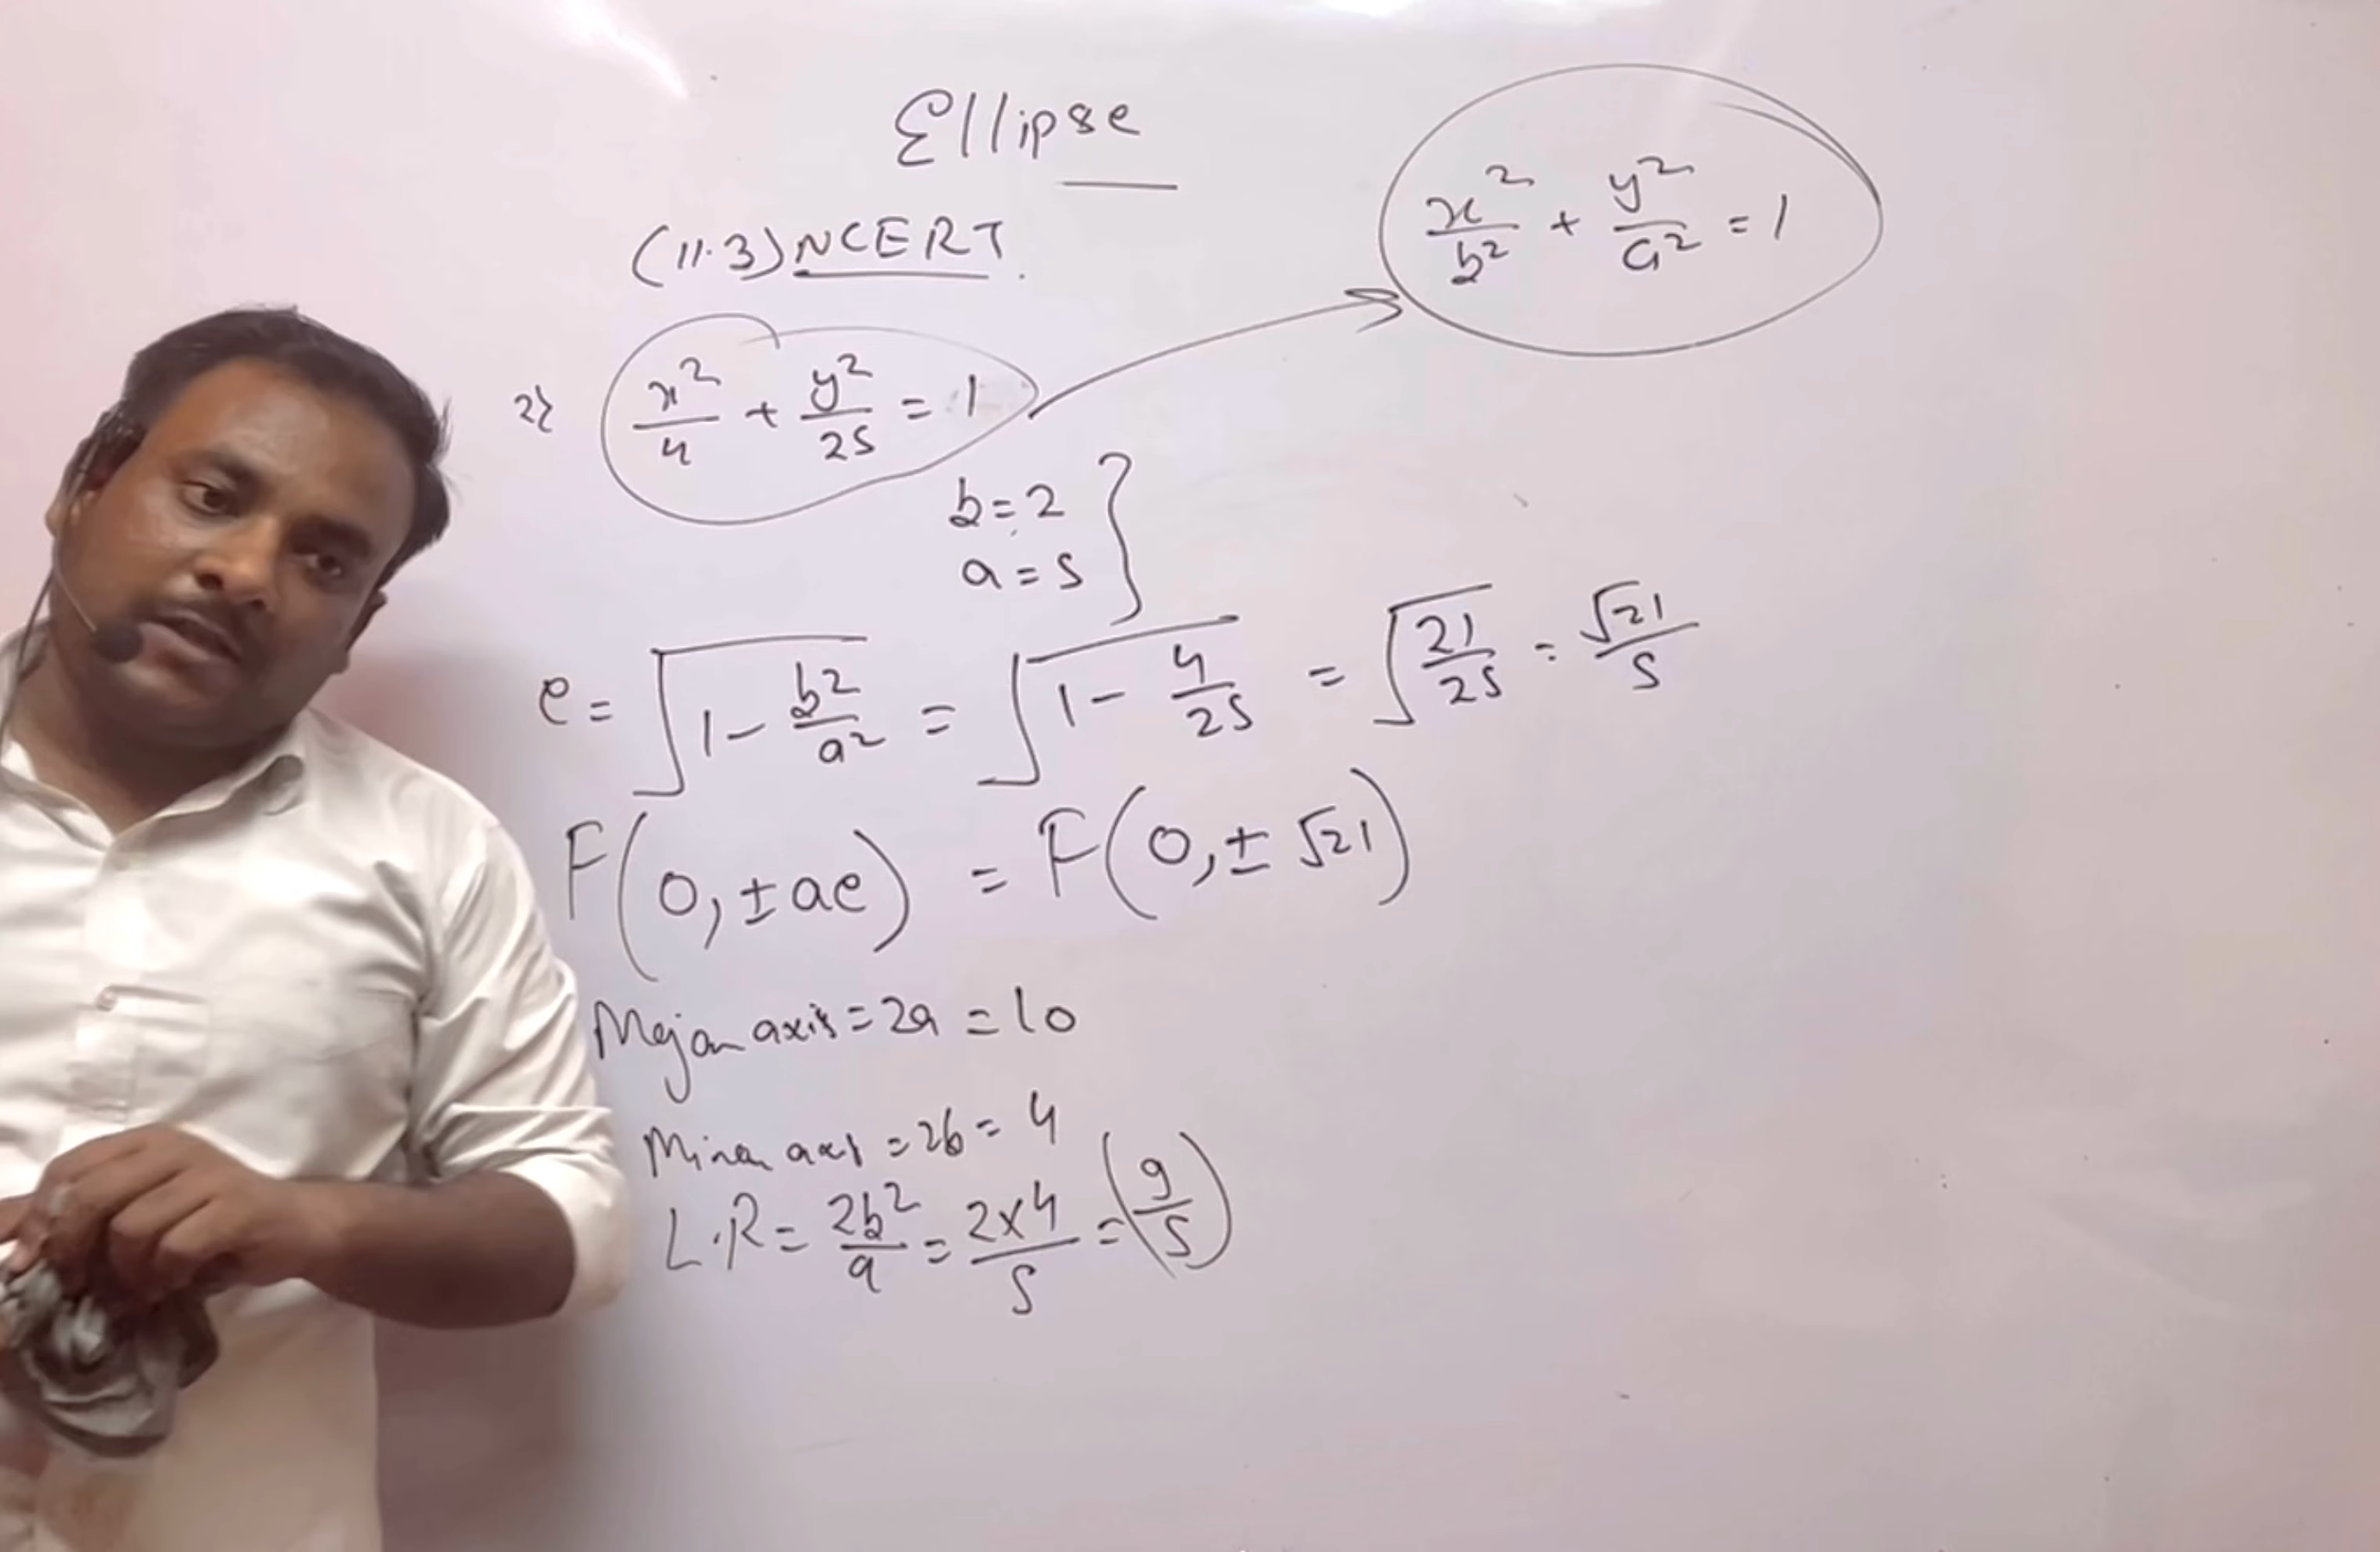 Ellipse
(11.3) NCERT.
x²/b² + y²/a² = 1
2) x²/4 + y²/25 = 1
b = 2
a = 5
e = √(1 - b²/a²) = √(1 - 4/25) = √(21/25) = √21/5
F(0, ± ae) = F(0, ± √21)
Major axis = 2a = 10
Minor axis = 2b = 4
L.R = 2b²/a = 2×4/5 = (9/5)